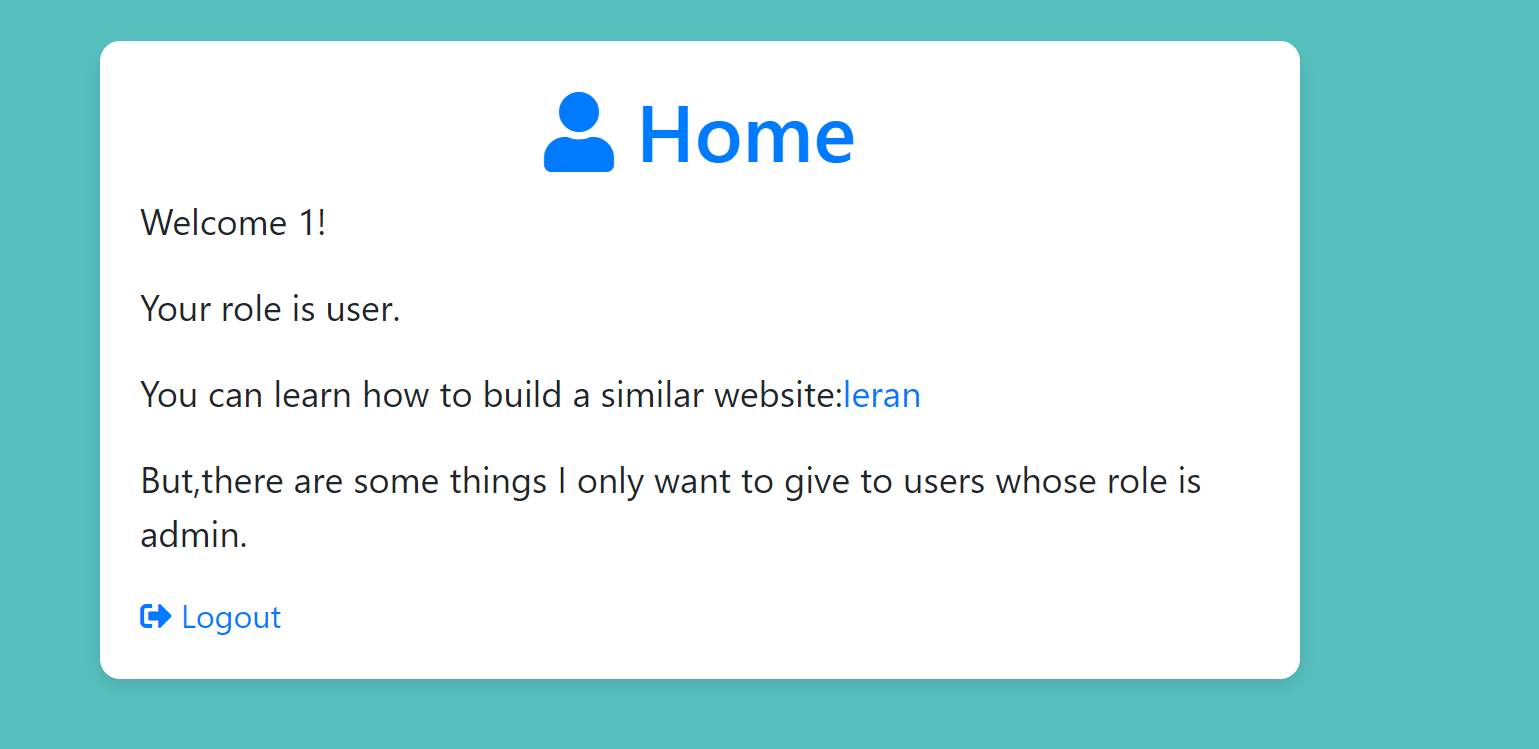 Home
Welcome 1!
Your role is user.
You can learn how to build a similar website:leran
But,there are some things I only want to give to users whose role is
admin.
Logout